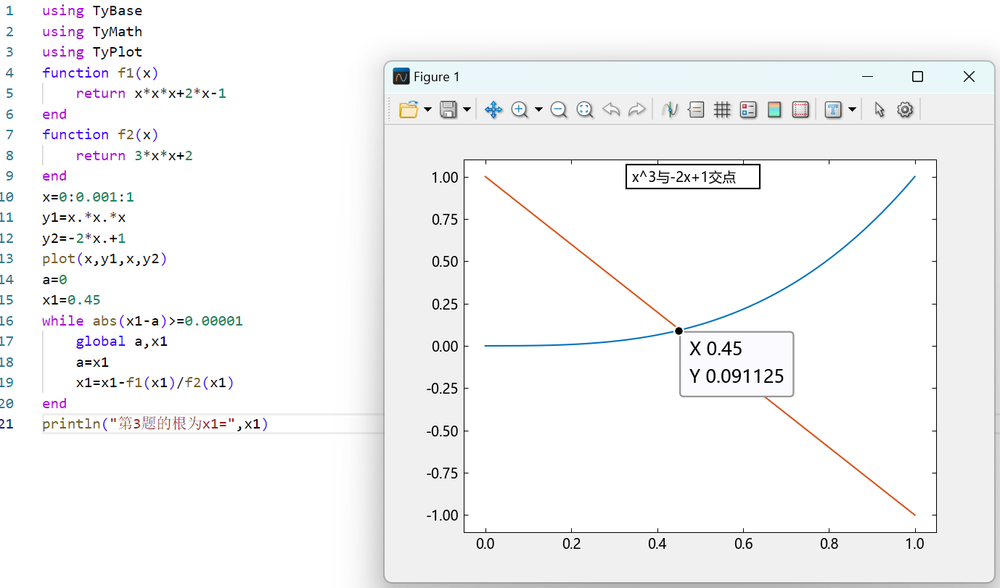 1 using TyBase
2 using TyMath
3 using TyPlot
4 function f1(x)
5 return x*x*x+2*x-1
6 end
7 function f2(x)
8 return 3*x*x+2
9 end
10 x=0:0.001:1
11 y1=x.*x.*x
12 y2=-2*x.+1
13 plot(x,y1,x,y2)
14 a=0
15 x1=0.45
16 while abs(x1-a)>=0.00001
17 global a,x1
18 a=x1
19 x1=x1-f1(x1)/f2(x1)
20 end
21 println("第3题的根为x1=",x1)
Figure 1
T
x^3与-2x+1交点
1.00
0.75
0.50
0.25
0.00
-0.25
-0.50
-0.75
-1.00
X 0.45
Y 0.091125
0.0 0.2 0.4 0.6 0.8 1.0